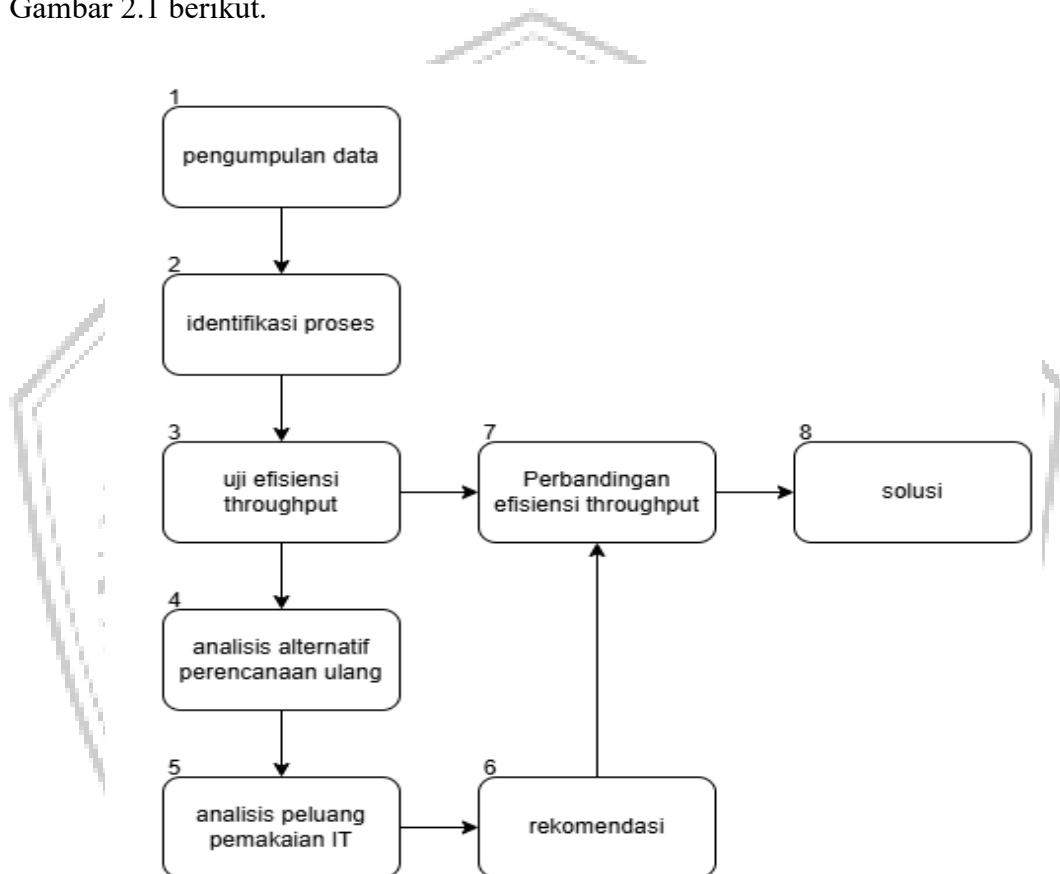 Gambar 2.1 berikut.
1
pengumpulan data
2
identifikasi proses
3
uji efisiensi
throughput
7
Perbandingan
efisiensi throughput
8
solusi
4
analisis alternatif
perencanaan ulang
5
analisis peluang
pemakaian IT
6
rekomendasi